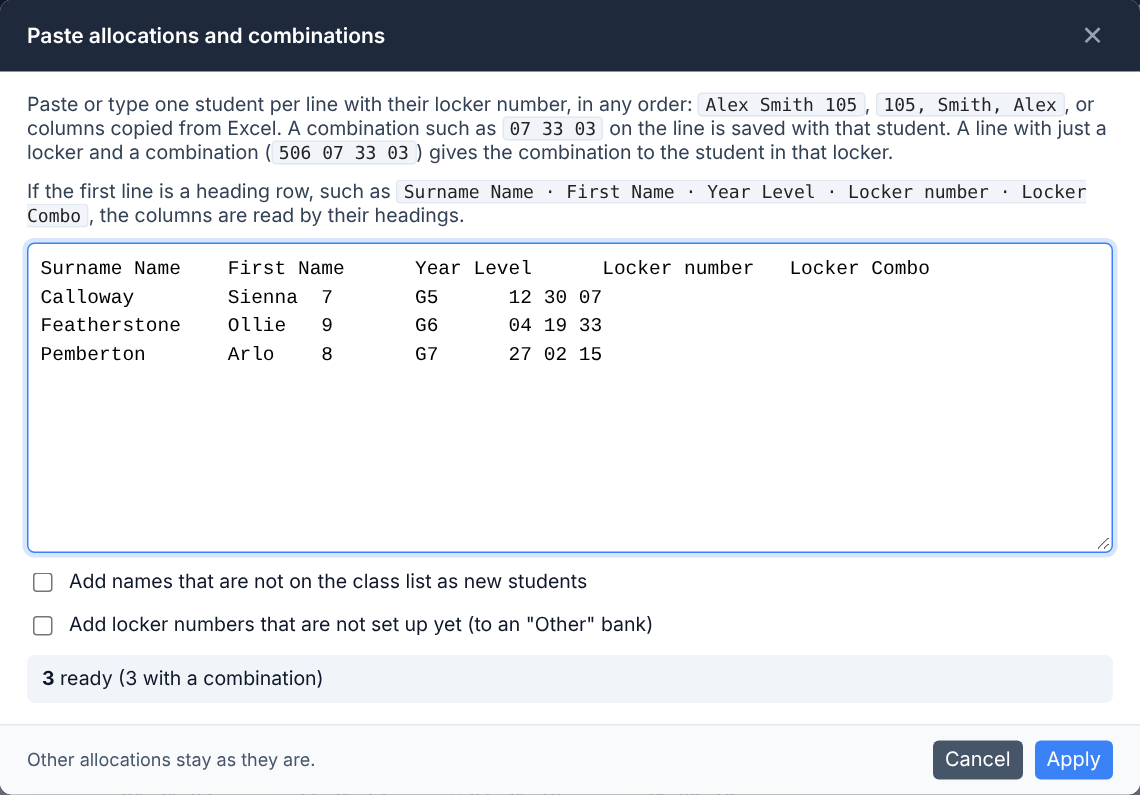 Paste allocations and combinations
Paste or type one student per line with their locker number, in any order: Alex Smith 105, 105, Smith, Alex, or
columns copied from Excel. A combination such as 07 33 03 on the line is saved with that student. A line with just a
locker and a combination (506 07 33 03) gives the combination to the student in that locker.
If the first line is a heading row, such as Surname Name · First Name · Year Level · Locker number · Locker
Combo, the columns are read by their headings.
Surname Name First Name Year Level Locker number Locker Combo
Calloway Sienna 7 G5 12 30 07
Featherstone Ollie 9 G6 04 19 33
Pemberton Arlo 8 G7 27 02 15
Add names that are not on the class list as new students
Add locker numbers that are not set up yet (to an "Other" bank)
3 ready (3 with a combination)
Other allocations stay as they are.
Cancel
Apply